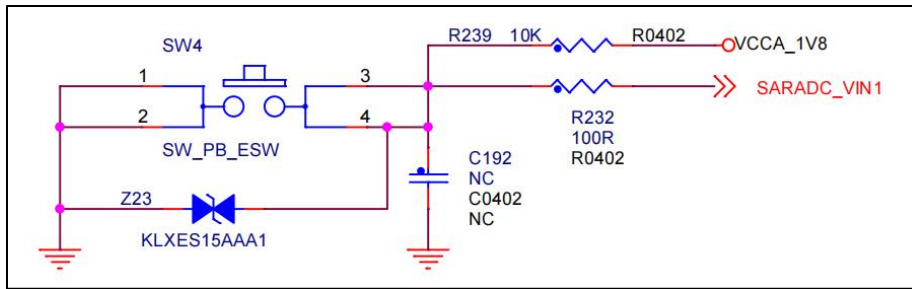 R239 10K R0402 VCCA_1V8
SW4
1 3
SARADC_VIN1
2 4
R232
100R
R0402
SW_PB_ESW
C192
NC
C0402
NC
Z23
KLXES15AAA1